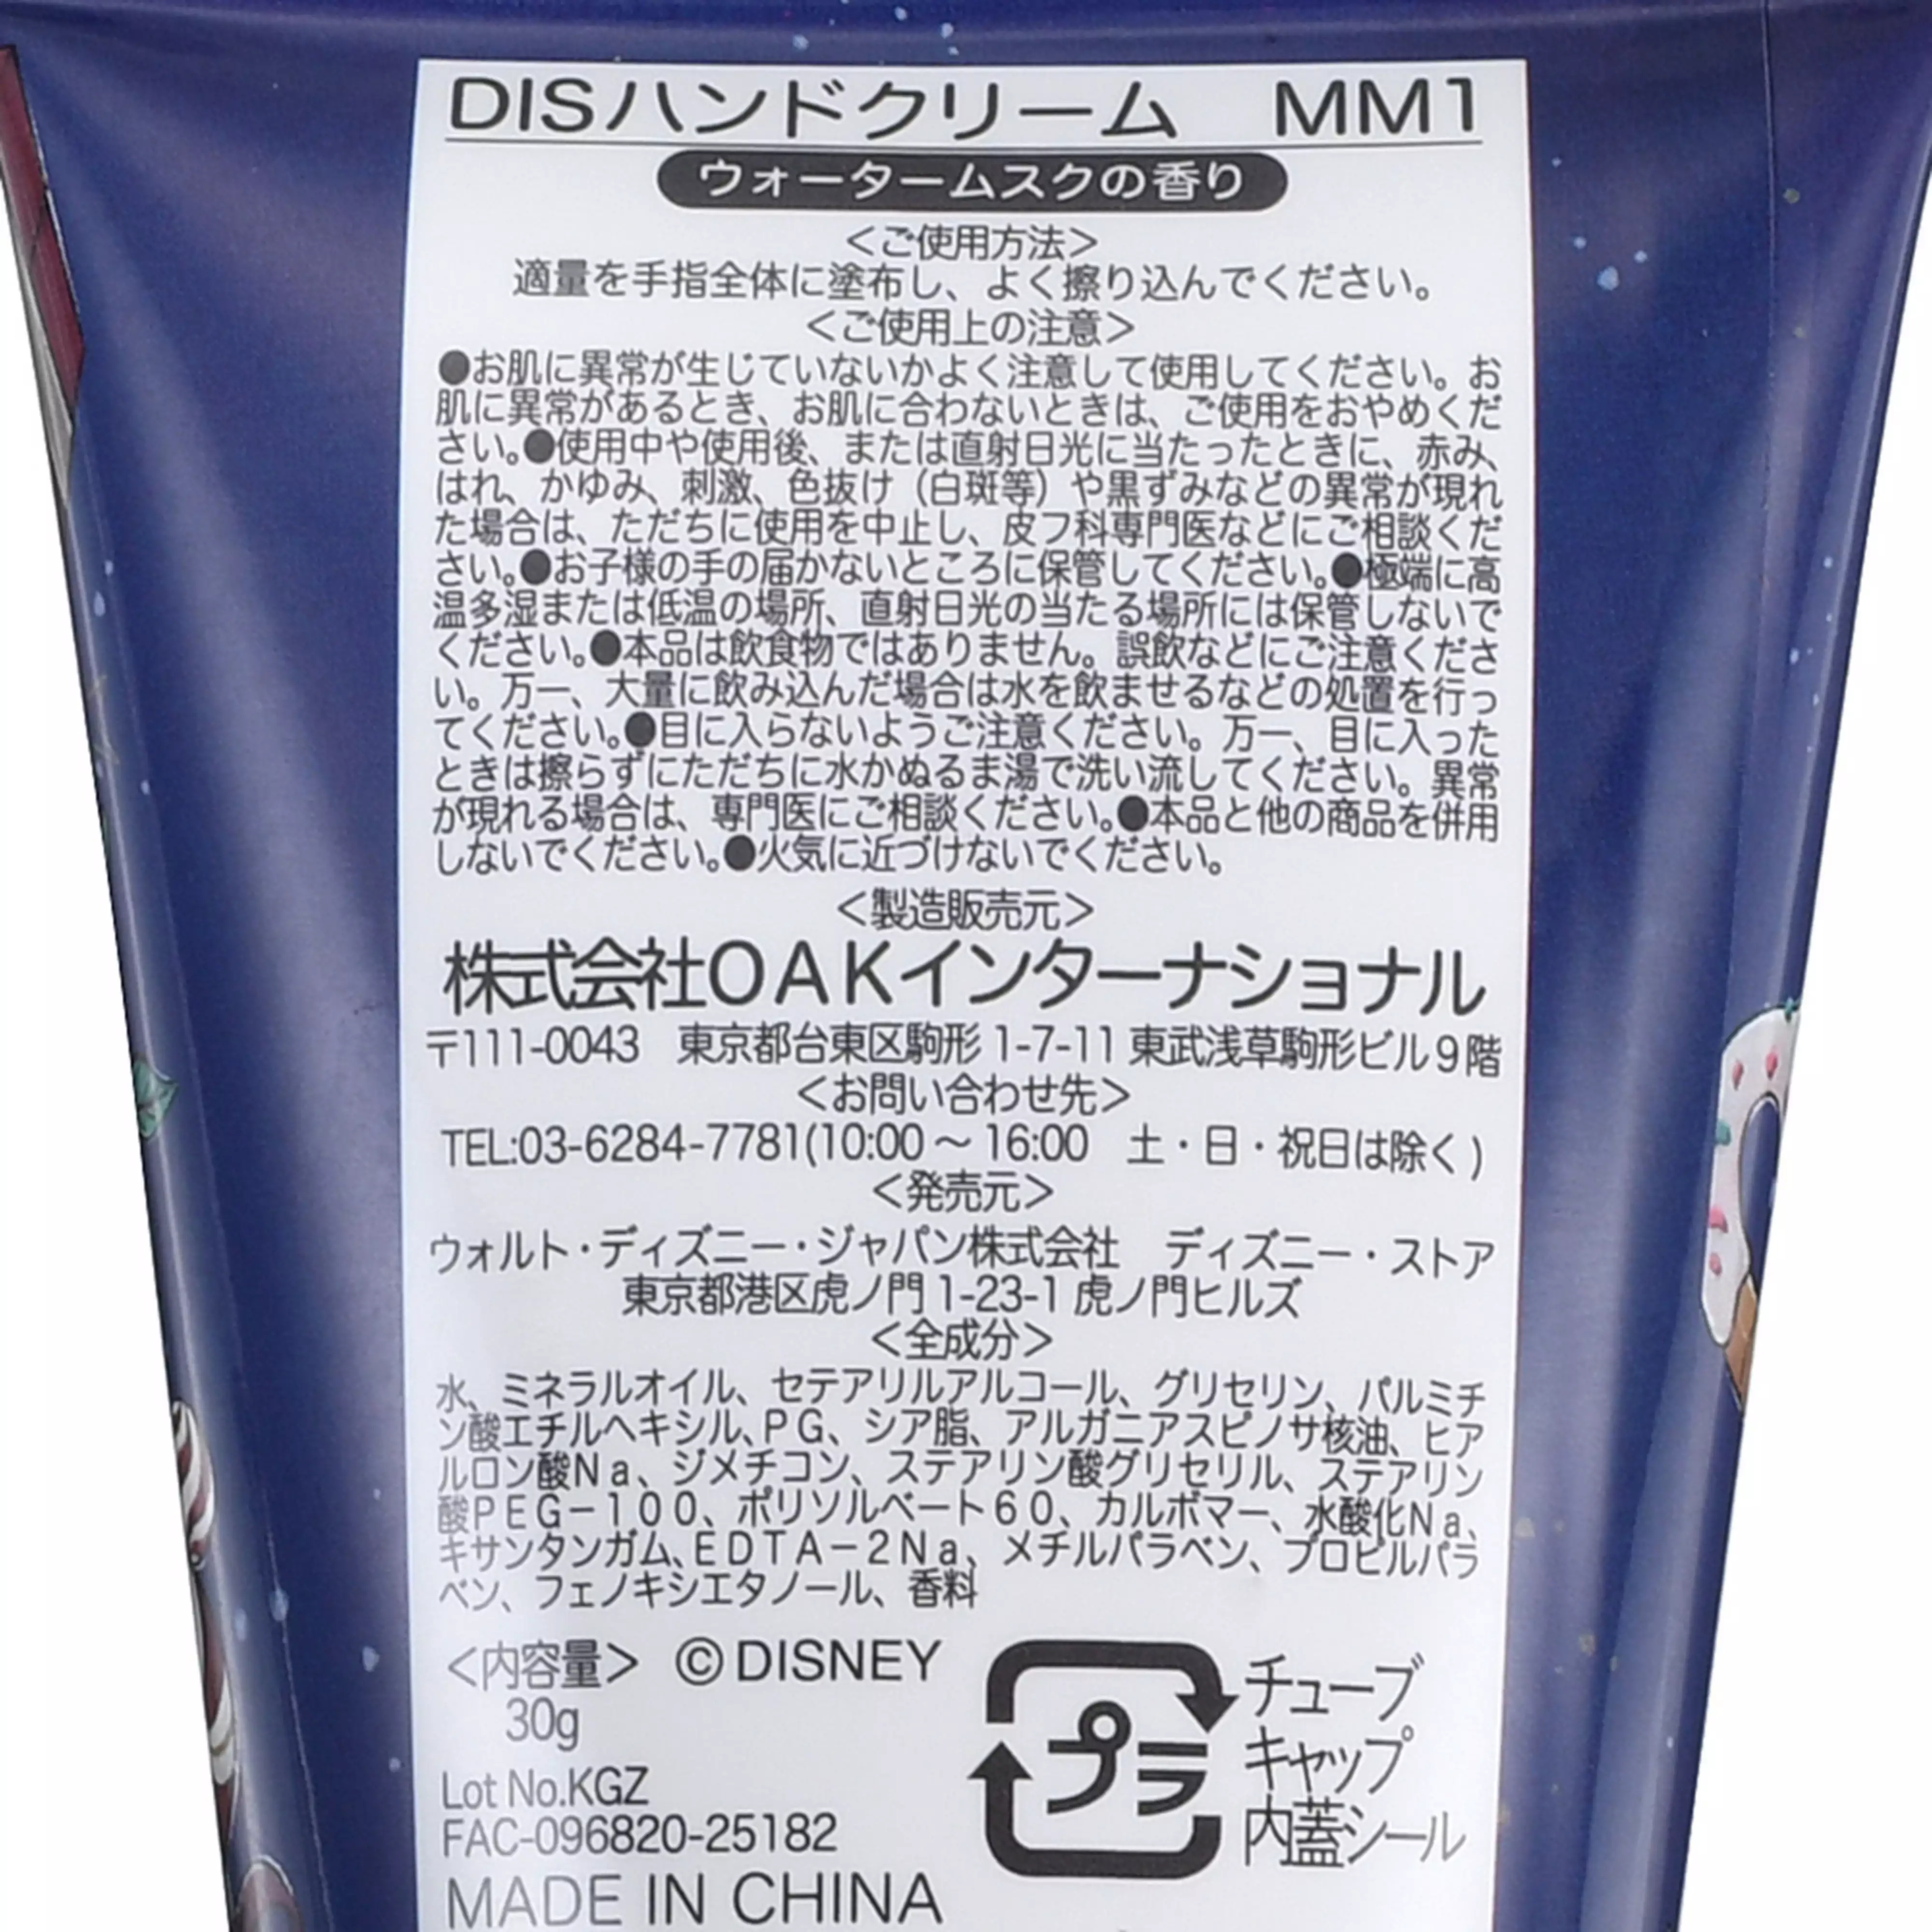 DISハンドクリーム　MM1
ウォータームスクの香り
＜ご使用方法＞
適量を手指全体に塗布し、よく擦り込んでください。
＜ご使用上の注意＞
●お肌に異常が生じていないかよく注意して使用してください。お
肌に異常があるとき、お肌に合わないときは、ご使用をおやめくだ
さい。●使用中や使用後、または直射日光に当たったときに、赤み、
はれ、かゆみ、刺激、色抜け（白斑等）や黒ずみなどの異常が現れ
た場合は、ただちに使用を中止し、皮フ科専門医などにご相談くだ
さい。●お子様の手の届かないところに保管してください。●極端に高
温多湿または低温の場所、直射日光の当たる場所には保管しないで
ください。●本品は飲食物ではありません。誤飲などにご注意くださ
い。万一、大量に飲み込んだ場合は水を飲ませるなどの処置を行っ
てください。●目に入らないようご注意ください。万一、目に入った
ときは擦らずにただちに水かぬるま湯で洗い流してください。異常
が現れる場合は、専門医にご相談ください。●本品と他の商品を併用
しないでください。●火気に近づけないでください。
＜製造販売元＞
株式会社OAKインターナショナル
〒111-0043　東京都台東区駒形1-7-11 東武浅草駒形ビル9階
＜お問い合わせ先＞
TEL:03-6284-7781(10:00～16:00　土・日・祝日は除く)
＜発売元＞
ウォルト・ディズニー・ジャパン株式会社　ディズニー・ストア
東京都港区虎ノ門1-23-1 虎ノ門ヒルズ
＜全成分＞
水、ミネラルオイル、セテアリルアルコール、グリセリン、パルミチ
ン酸エチルヘキシル、PG、シア脂、アルガニアスピノサ核油、ヒア
ルロン酸Na、ジメチコン、ステアリン酸グリセリル、ステアリン
酸PEG－100、ポリソルベート60、カルボマー、水酸化Na、
キサンタンガム、EDTA－2Na、メチルパラベン、プロピルパラ
ベン、フェノキシエタノール、香料
＜内容量＞　©DISNEY
30g
Lot No.KGZ
FAC-096820-25182
MADE IN CHINA
プラ
チューブ
キャップ
内蓋シール